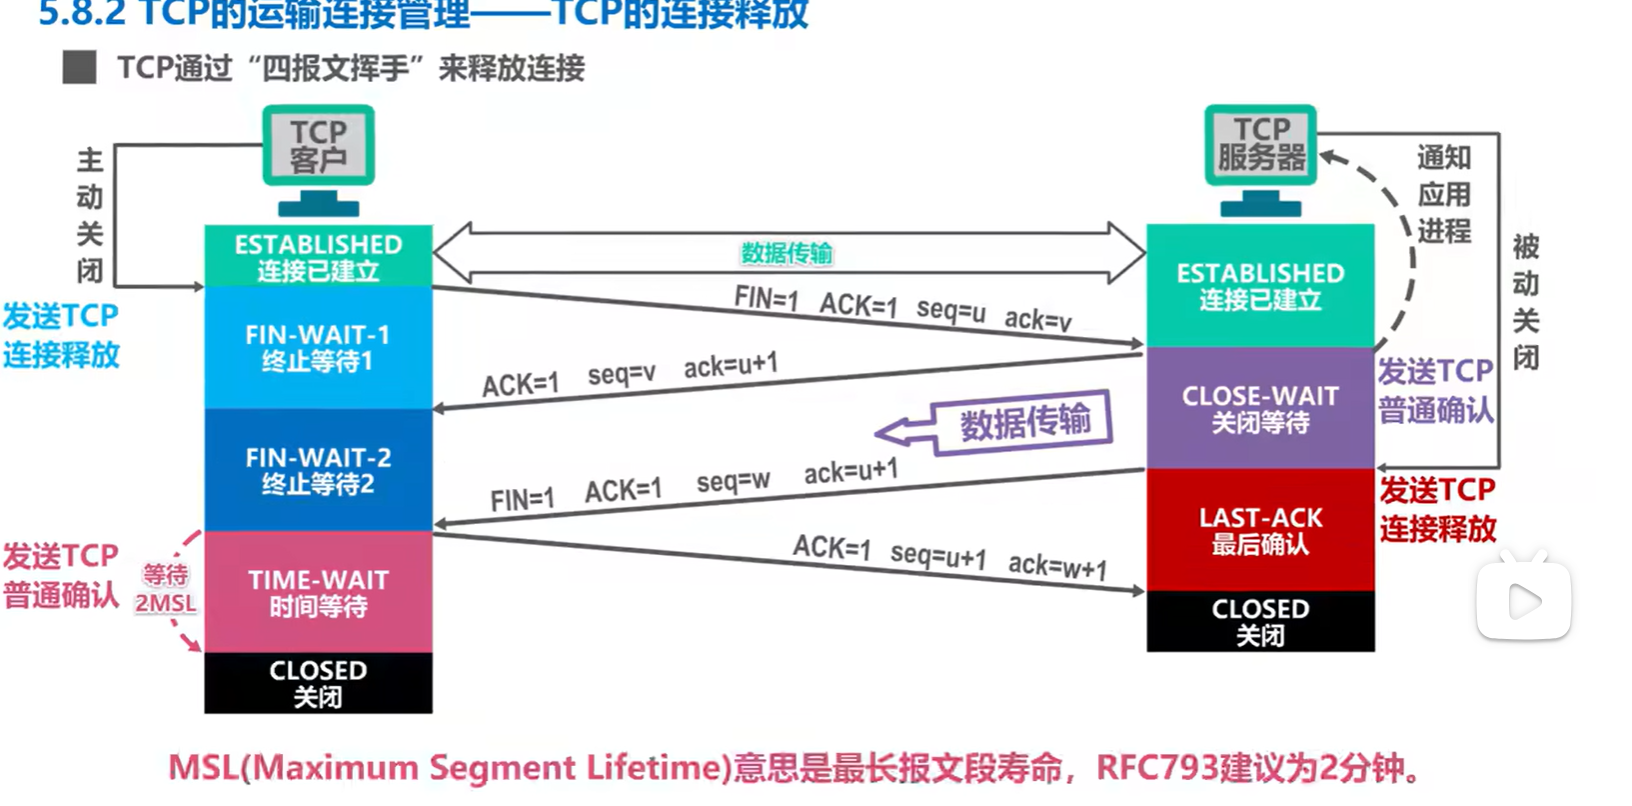 5.8.2 TCP的运输连接管理——TCP的连接释放
TCP通过“四报文挥手”来释放连接
TCP
客户
TCP
服务器
主动关闭
通知
应用
进程
被动关闭
ESTABLISHED
连接已建立
数据传输
ESTABLISHED
连接已建立
FIN=1 ACK=1 seq=u ack=v
发送TCP
连接释放
FIN-WAIT-1
终止等待1
ACK=1 seq=v ack=u+1
CLOSE-WAIT
关闭等待
发送TCP
普通确认
数据传输
FIN-WAIT-2
终止等待2
FIN=1 ACK=1 seq=w ack=u+1
LAST-ACK
最后确认
发送TCP
连接释放
ACK=1 seq=u+1 ack=w+1
发送TCP
普通确认
等待
2MSL
TIME-WAIT
时间等待
CLOSED
关闭
CLOSED
关闭
MSL(Maximum Segment Lifetime)意思是最长报文段寿命，RFC793建议为2分钟。